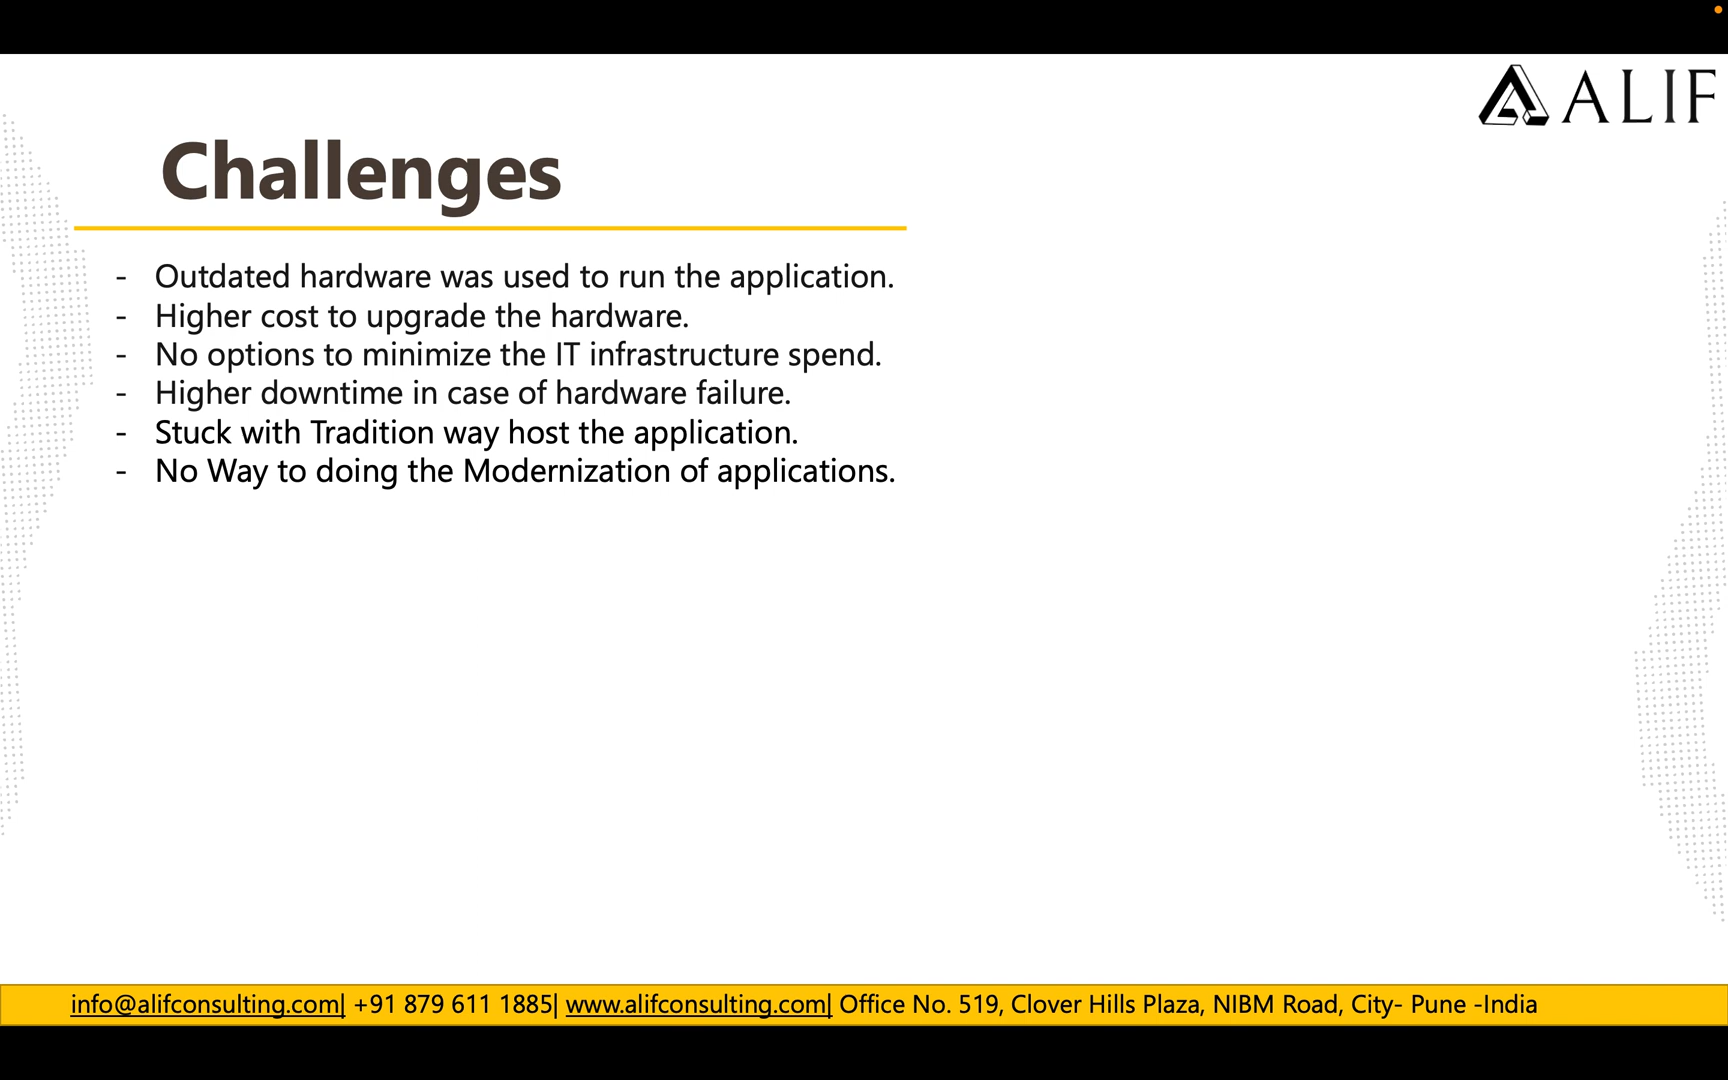 ALIF
Challenges
- Outdated hardware was used to run the application.
- Higher cost to upgrade the hardware.
- No options to minimize the IT infrastructure spend.
- Higher downtime in case of hardware failure.
- Stuck with Tradition way host the application.
- No Way to doing the Modernization of applications.
info@alifconsulting.com| +91 879 611 1885| www.alifconsulting.com| Office No. 519, Clover Hills Plaza, NIBM Road, City- Pune -India